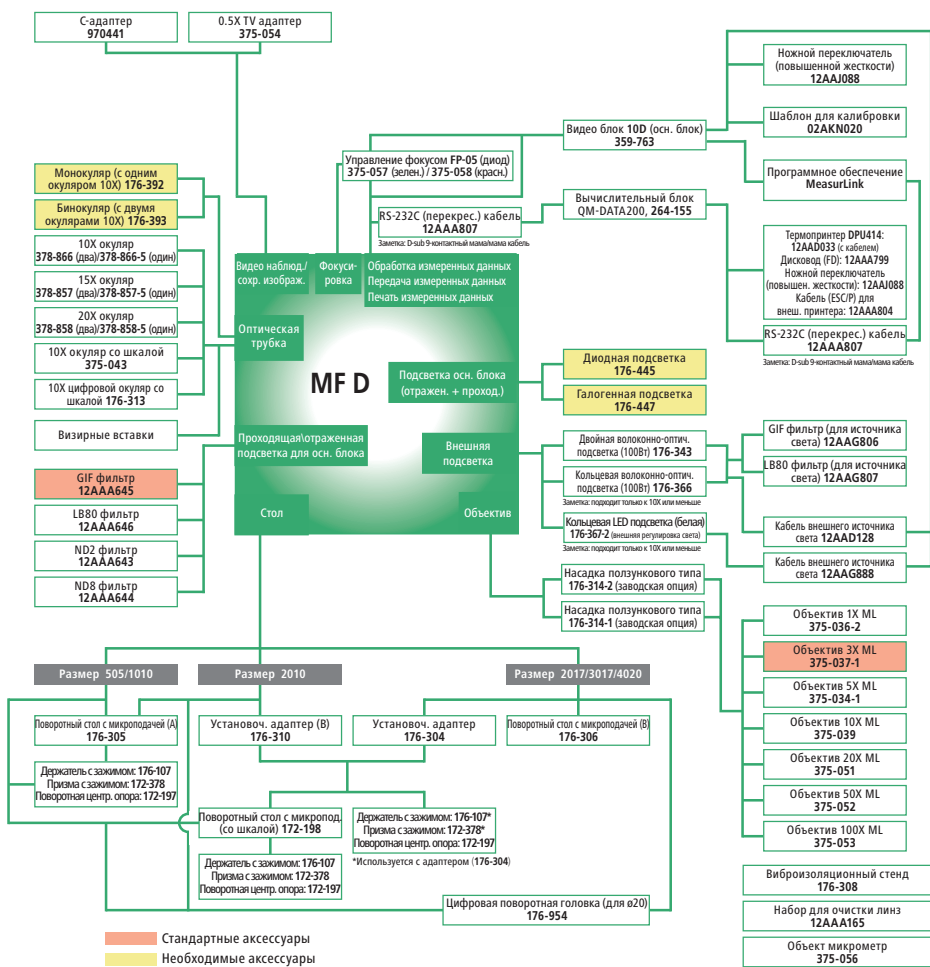 С-адаптер
970441
0.5X TV адаптер
375-054
Ножной переключатель
(повышенной жесткости)
12AAJ088
Шаблон для калибровки
02AKN020
Видео блок 10D (осн. блок)
359-763
Управление фокусом FP-05 (диод)
375-057 (зелен.) / 375-058 (красн.)
Программное обеспечение
MeasurLink
Монокуляр (с одним
окуляром 10X) 176-392
Бинокуляр (с двумя
окулярами 10X) 176-393
RS-232C (перекрес.) кабель
12AAA807
Заметка: D-sub 9-контактный мама/мама кабель
Вычислительный блок
QM-DATA200, 264-155
10X окуляр
378-866 (два)/378-866-5 (один)
15X окуляр
378-857 (два)/378-857-5 (один)
20X окуляр
378-858 (два)/378-858-5 (один)
10X окуляр со шкалой
375-043
10X цифровой окуляр со
шкалой 176-313
Визирные вставки
Термопринтер DPU414:
12AAD033 (с кабелем)
Дисковод (FD): 12AAA799
Ножной переключатель
(повышен. жесткости): 12AAJ088
Кабель (ESC/P) для
внеш. принтера: 12AAA804
RS-232C (перекрес.) кабель
12AAA807
Заметка: D-sub 9-контактный мама/мама кабель
Видео наблюд./
сохр. изображ.
Фокуси-
ровка
Обработка измеренных данных
Передача измеренных данных
Печать измеренных данных
Оптическая
трубка
MF D
Подсветка осн. блока
(отражен. + проход.)
Проходящая\отраженная
подсветка для осн. блока
Внешняя
подсветка
Стол
Объектив
Диодная подсветка
176-445
Галогенная подсветка
176-447
Двойная волоконно-оптич.
подсветка (100Вт) 176-343
Кольцевая волоконно-оптич.
подсветка (100Вт) 176-366
Заметка: подходит только к 10X или меньше
Кольцевая LED подсветка (белая)
176-367-2 (внешняя регулировка света)
Заметка: подходит только к 10X или меньше
GIF фильтр (для источника
света) 12AAG806
LB80 фильтр (для источника
света) 12AAG807
Кабель внешнего источника
света 12AAD128
Кабель внешнего источника
света 12AAG888
GIF фильтр
12AAA645
LB80 фильтр
12AAA646
ND2 фильтр
12AAA643
ND8 фильтр
12AAA644
Насадка ползункового типа
176-314-2 (заводская опция)
Насадка ползункового типа
176-314-1 (заводская опция)
Объектив 1X ML
375-036-2
Объектив 3X ML
375-037-1
Объектив 5X ML
375-034-1
Объектив 10X ML
375-039
Объектив 20X ML
375-051
Объектив 50X ML
375-052
Объектив 100X ML
375-053
Размер 505/1010
Размер 2010
Размер 2017/3017/4020
Поворотный стол с микроподачей (A)
176-305
Установоч. адаптер (B)
176-310
Установоч. адаптер
176-304
Поворотный стол с микроподачей (B)
176-306
Держатель с зажимом: 176-107
Призма с зажимом: 172-378
Поворотная центр. опора: 172-197
Поворотный стол с микропод.
(со шкалой) 172-198
Держатель с зажимом: 176-107*
Призма с зажимом: 172-378*
Поворотная центр. опора: 172-197
*Используется с адаптером (176-304)
Держатель с зажимом: 176-107
Призма с зажимом: 172-378
Поворотная центр. опора: 172-197
Цифровая поворотная головка (для ø20)
176-954
Виброизоляционный стенд
176-308
Набор для очистки линз
12AAA165
Объект микрометр
375-056
Стандартные аксессуары
Необходимые аксессуары